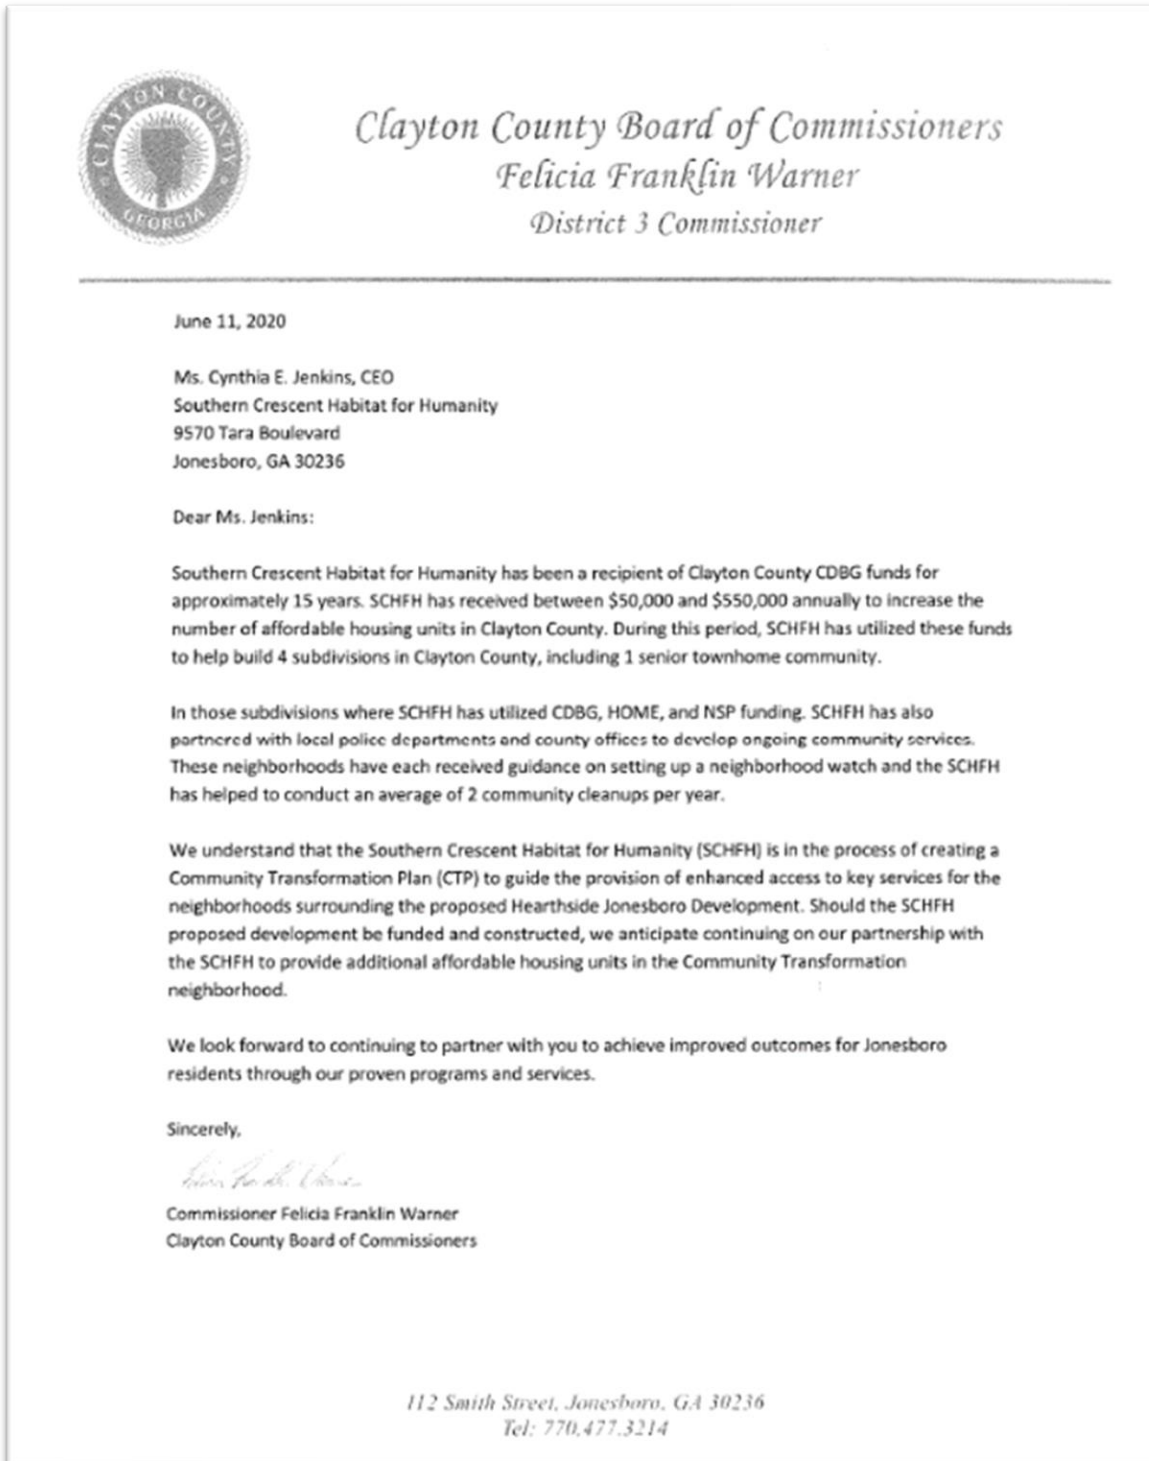 CLAYTON COUNTY
GEORGIA
Clayton County Board of Commissioners
Felicia Franklin Warner
District 3 Commissioner
June 11, 2020
Ms. Cynthia E. Jenkins, CEO
Southern Crescent Habitat for Humanity
9570 Tara Boulevard
Jonesboro, GA 30236
Dear Ms. Jenkins:
Southern Crescent Habitat for Humanity has been a recipient of Clayton County CDBG funds for
approximately 15 years. SCHFH has received between $50,000 and $550,000 annually to increase the
number of affordable housing units in Clayton County. During this period, SCHFH has utilized these funds
to help build 4 subdivisions in Clayton County, including 1 senior townhome community.
In those subdivisions where SCHFH has utilized CDBG, HOME, and NSP funding. SCHFH has also
partnered with local police departments and county offices to develop ongoing community services.
These neighborhoods have each received guidance on setting up a neighborhood watch and the SCHFH
has helped to conduct an average of 2 community cleanups per year.
We understand that the Southern Crescent Habitat for Humanity (SCHFH) is in the process of creating a
Community Transformation Plan (CTP) to guide the provision of enhanced access to key services for the
neighborhoods surrounding the proposed Hearthside Jonesboro Development. Should the SCHFH
proposed development be funded and constructed, we anticipate continuing on our partnership with
the SCHFH to provide additional affordable housing units in the Community Transformation
neighborhood.
We look forward to continuing to partner with you to achieve improved outcomes for Jonesboro
residents through our proven programs and services.
Sincerely,
Commissioner Felicia Franklin Warner
Clayton County Board of Commissioners
112 Smith Street, Jonesboro, GA 30236
Tel: 770.477.3214